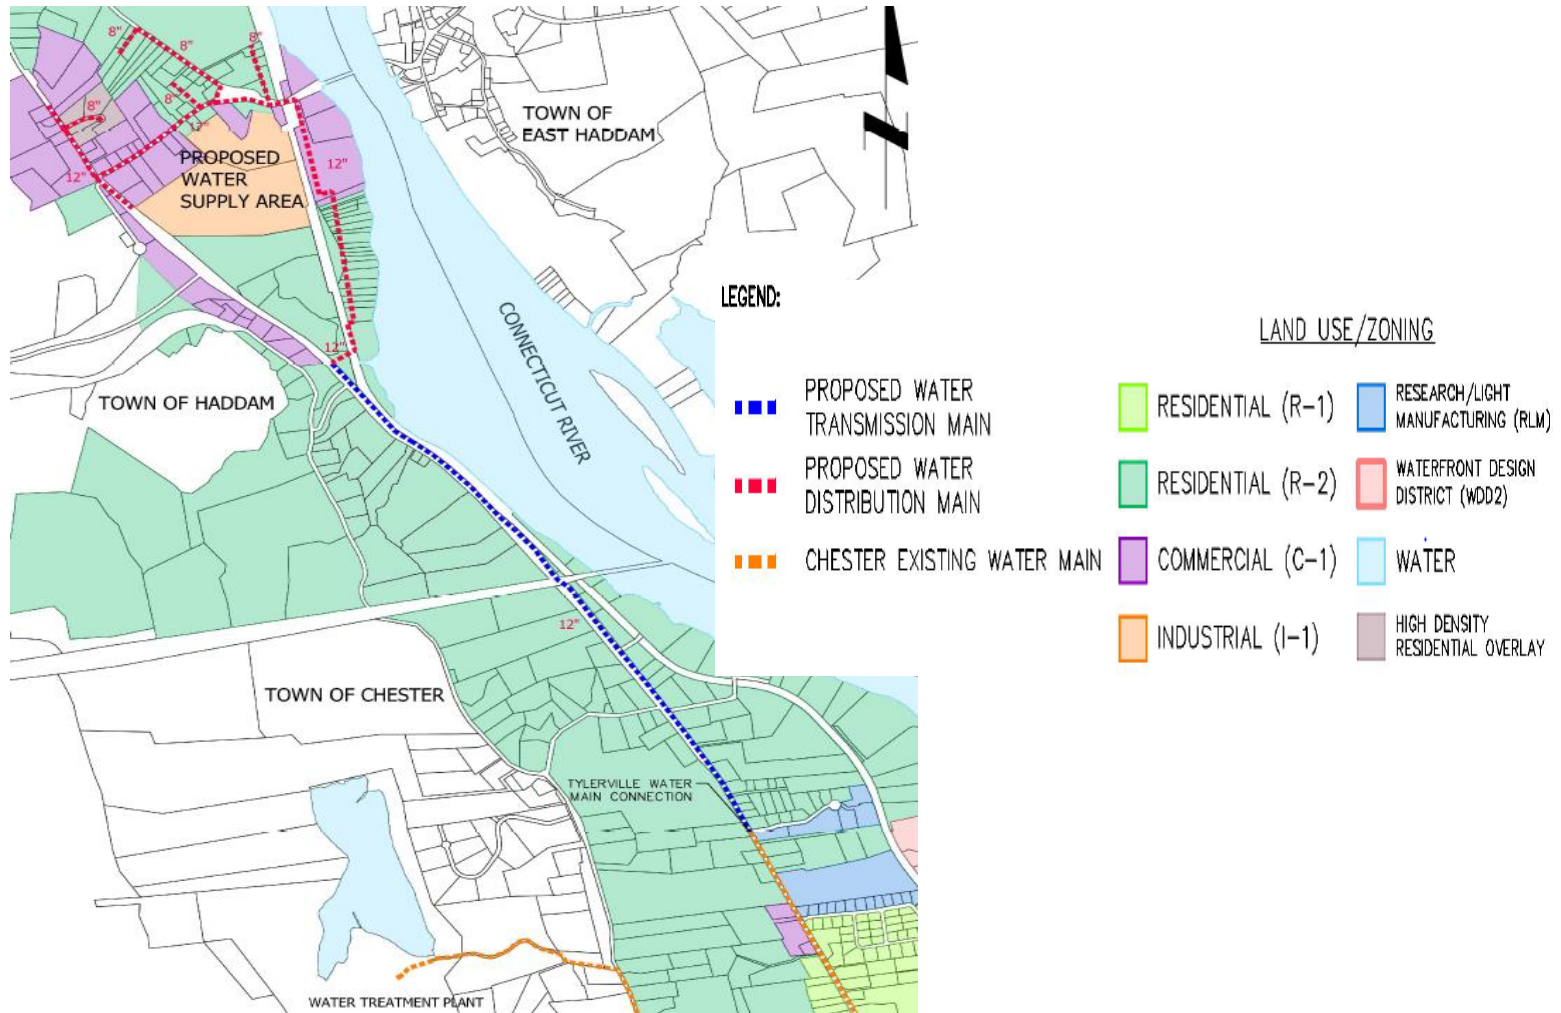 8"
8"
8"
8"
8"
12"
12"
12"
12"
12"
PROPOSED
WATER
SUPPLY AREA
TOWN OF
EAST HADDAM
CONNECTICUT RIVER
TOWN OF HADDAM
TOWN OF CHESTER
TYLERVILLE WATER
MAIN CONNECTION
WATER TREATMENT PLANT
LEGEND:
PROPOSED WATER
TRANSMISSION MAIN
PROPOSED WATER
DISTRIBUTION MAIN
CHESTER EXISTING WATER MAIN
LAND USE/ZONING
RESIDENTIAL (R-1)
RESIDENTIAL (R-2)
COMMERCIAL (C-1)
INDUSTRIAL (I-1)
RESEARCH/LIGHT
MANUFACTURING (RLM)
WATERFRONT DESIGN
DISTRICT (WDD2)
WATER
HIGH DENSITY
RESIDENTIAL OVERLAY